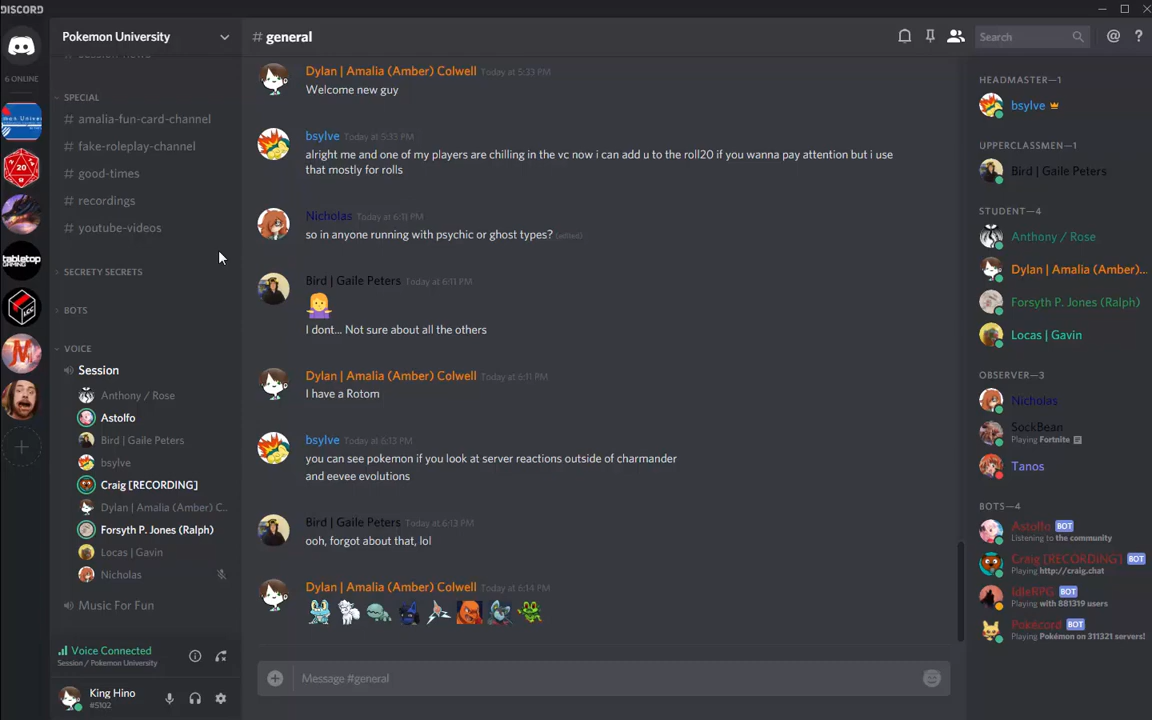 DISCORD
6 ONLINE
Pokemon University
SPECIAL
# amalia-fun-card-channel
# fake-roleplay-channel
# good-times
# recordings
# youtube-videos
SECRETY SECRETS
BOTS
VOICE
Session
Anthony / Rose
Astolfo
Bird | Gaile Peters
bsylve
Craig [RECORDING]
Dylan | Amalia (Amber) C...
Forsyth P. Jones (Ralph)
Locas | Gavin
Nicholas
Music For Fun
Voice Connected
Session / Pokemon University
King Hino
#5102
# general
Search
Dylan | Amalia (Amber) Colwell Today at 5:33 PM
Welcome new guy
bsylve Today at 5:33 PM
alright me and one of my players are chilling in the vc now i can add u to the roll20 if you wanna pay attention but i use
that mostly for rolls
Nicholas Today at 6:11 PM
so in anyone running with psychic or ghost types? (edited)
Bird | Gaile Peters Today at 6:11 PM
I dont... Not sure about all the others
Dylan | Amalia (Amber) Colwell Today at 6:11 PM
I have a Rotom
bsylve Today at 6:13 PM
you can see pokemon if you look at server reactions outside of charmander
and eevee evolutions
Bird | Gaile Peters Today at 6:13 PM
ooh, forgot about that, lol
Dylan | Amalia (Amber) Colwell Today at 6:14 PM
Message #general
HEADMASTER—1
bsylve
UPPERCLASSMEN—1
Bird | Gaile Peters
STUDENT—4
Anthony / Rose
Dylan | Amalia (Amber)...
Forsyth P. Jones (Ralph)
Locas | Gavin
OBSERVER—3
Nicholas
SockBean
Playing Fortnite
Tanos
BOTS—4
Astolfo BOT
Listening to the community
Craig [RECORDING] BOT
Playing http://craig.chat
IdleRPG BOT
Playing with 881319 users
Pokécord BOT
Playing Pokémon on 311321 servers!